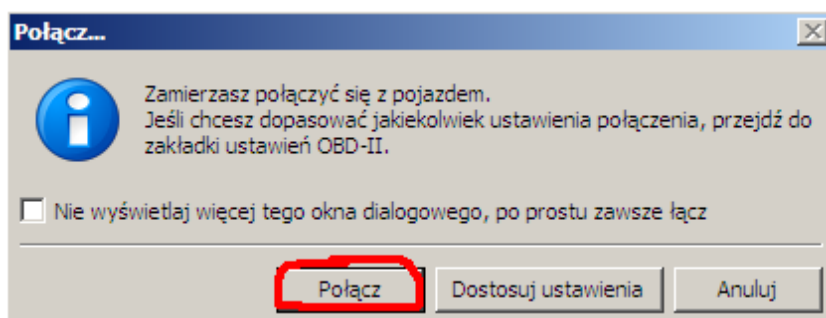 Połącz...
Zamierzasz połączyć się z pojazdem.
Jeśli chcesz dopasować jakiekolwiek ustawienia połączenia, przejdź do
zakładki ustawień OBD-II.
Nie wyświetlaj więcej tego okna dialogowego, po prostu zawsze łącz
Połącz Dostosuj ustawienia Anuluj